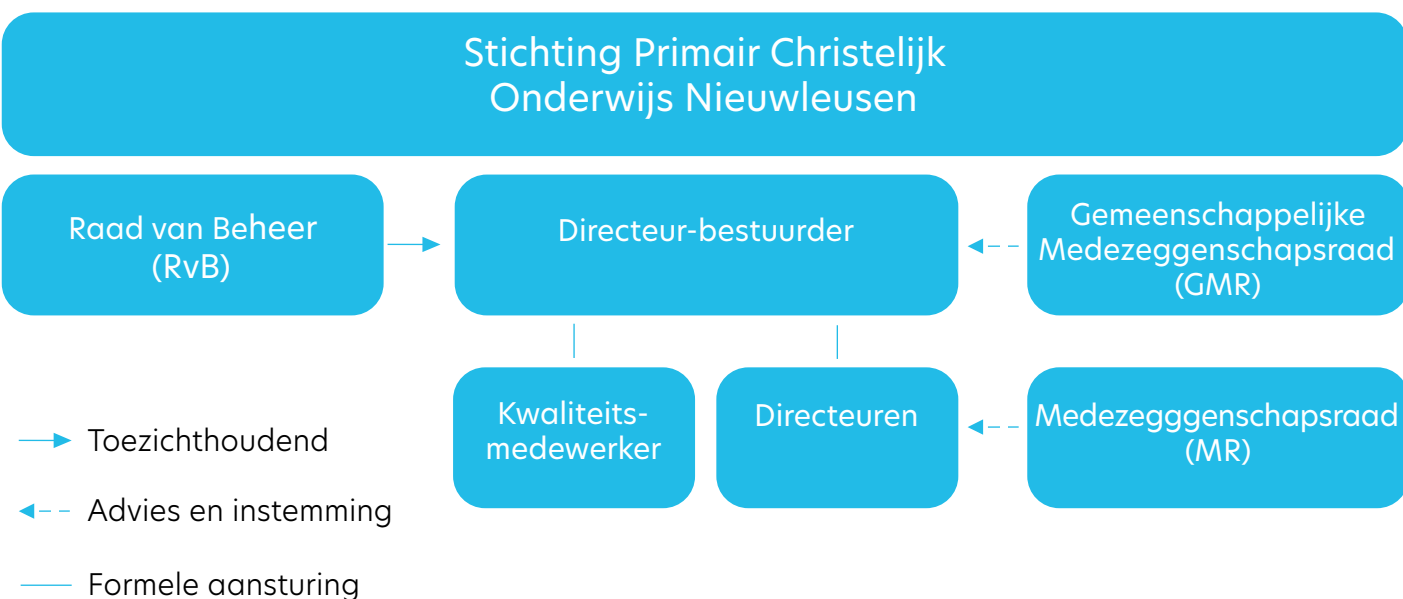 Stichting Primair Christelijk
Onderwijs Nieuwleusen
Raad van Beheer
(RvB)
Directeur-bestuurder
Gemeenschappelijke
Medezeggenschapsraad
(GMR)
Kwaliteits-
medewerker
Directeuren
Medezegggenschapsraad
(MR)
Toezichthoudend
Advies en instemming
Formele aansturing